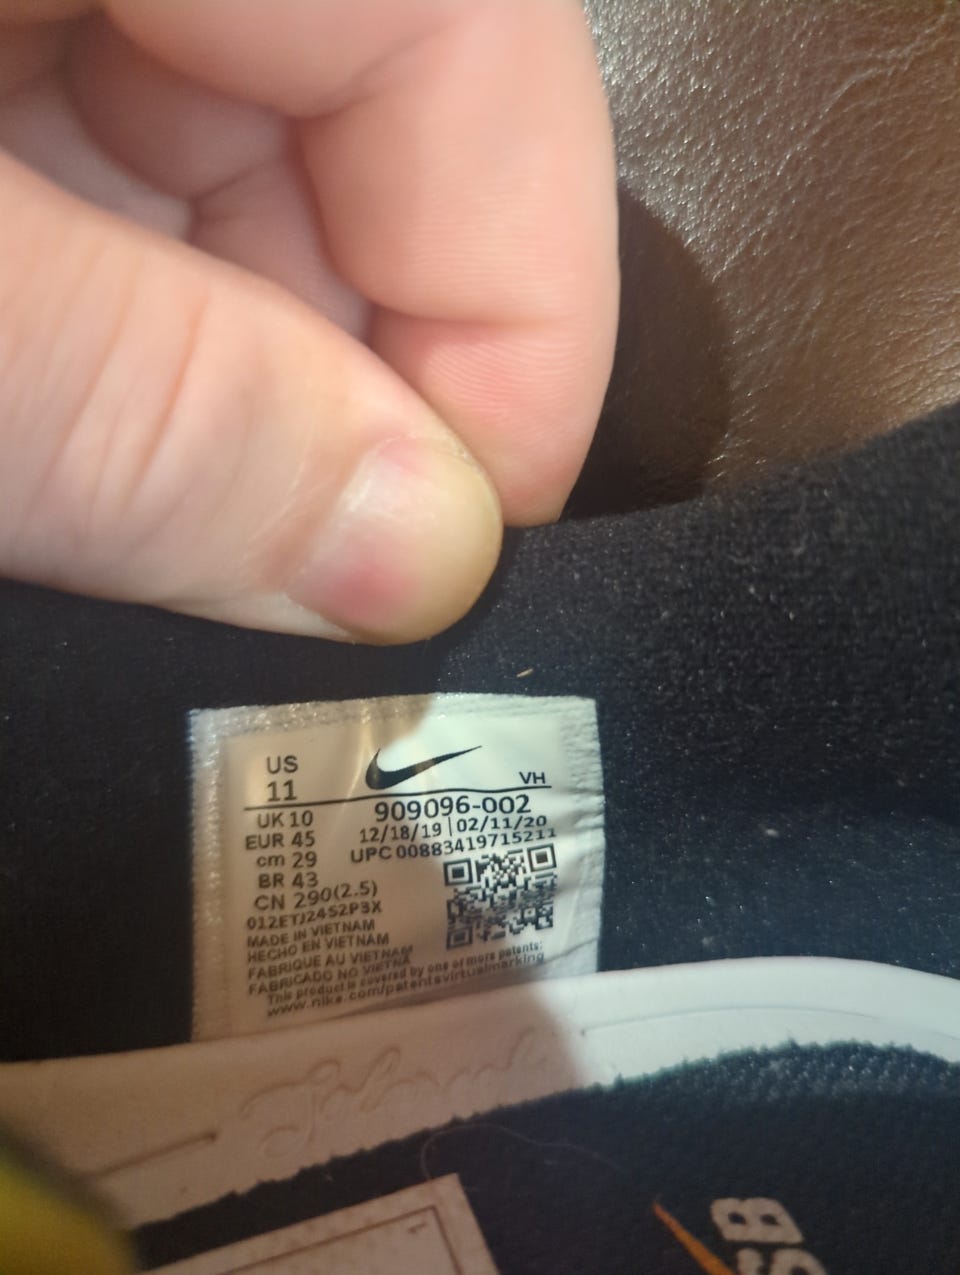 US
11
VH
UK 10
909096-002
EUR 45
12/18/19 | 02/11/20
cm 29
UPC 00883419715211
BR 43
CN 290(2.5)
012ETJ24S2P3X
MADE IN VIETNAM
HECHO EN VIETNAM
FABRIQUE AU VIETNAM
FABRICADO NO VIETNA
This product is covered by one or more patents:
www.nike.com/patentsvirtualmarking
SB